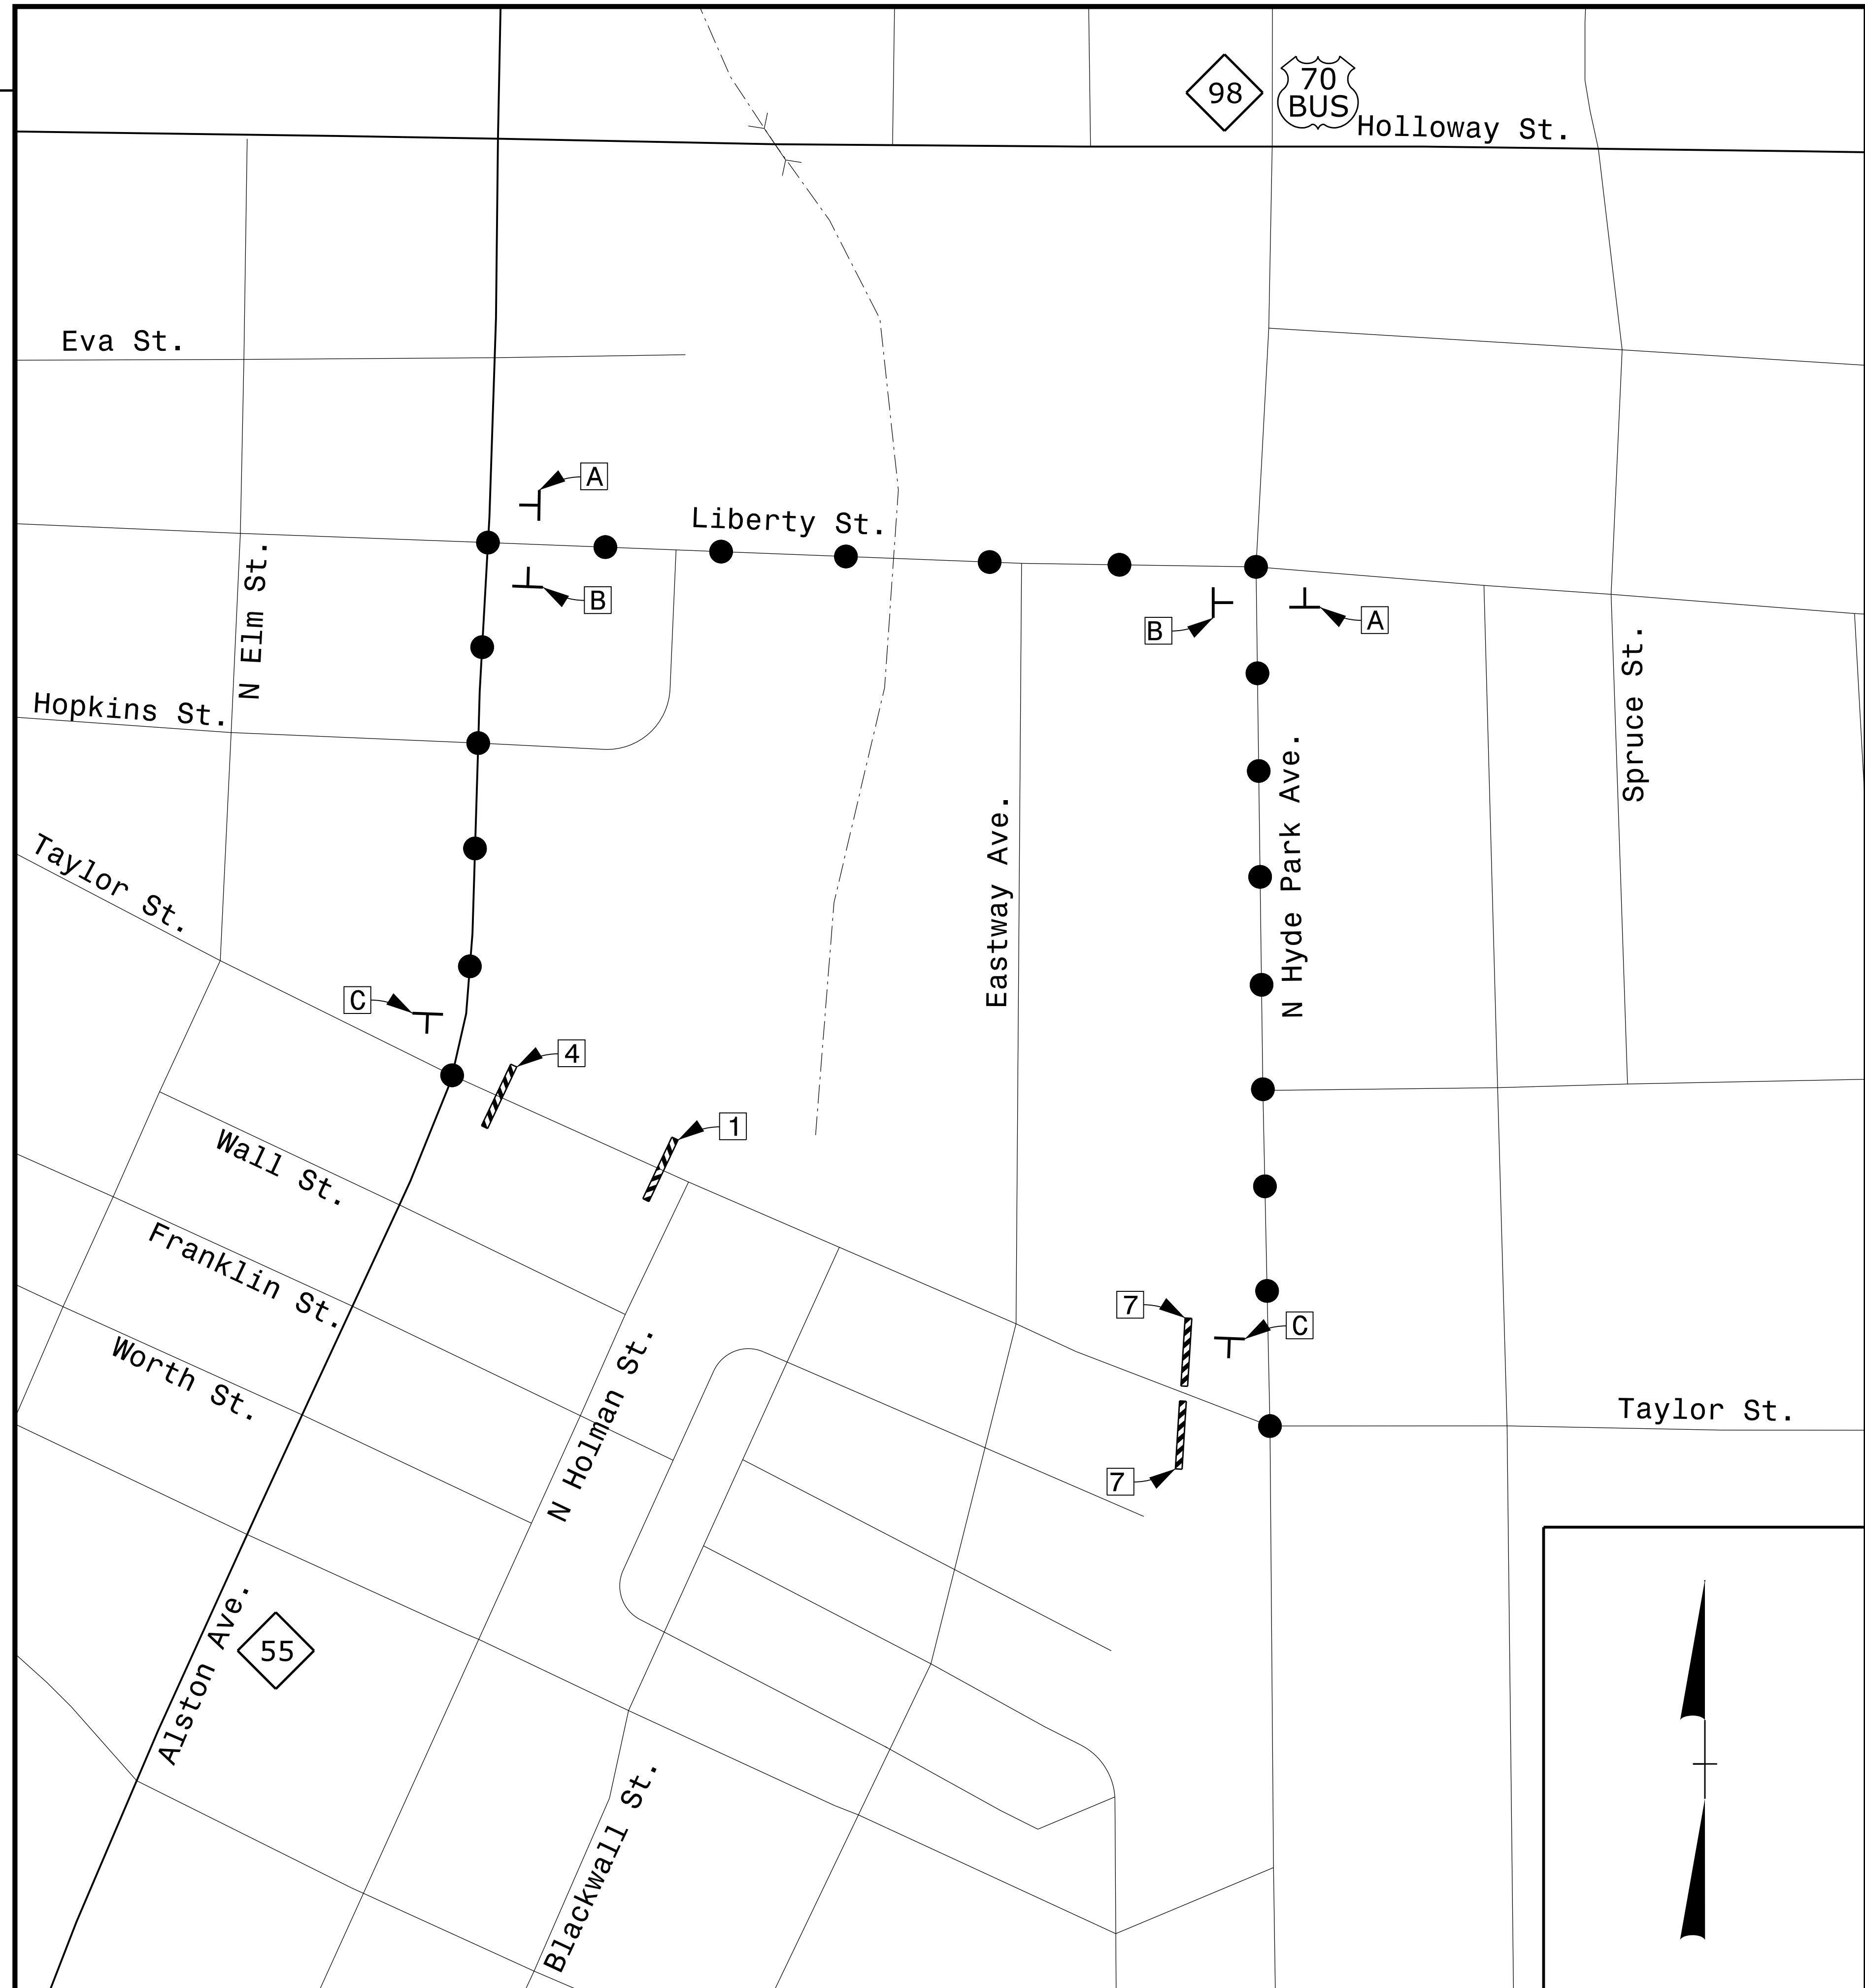 98
70
BUS
Holloway St.
Eva St.
A
Liberty St.
B
B
A
N Elm St.
Hopkins St.
Spruce St.
N Hyde Park Ave.
Eastway Ave.
Taylor St.
C
4
1
Wall St.
Franklin St.
7
C
Worth St.
N Holman St.
Taylor St.
7
Alston Ave.
55
Blackwall St.